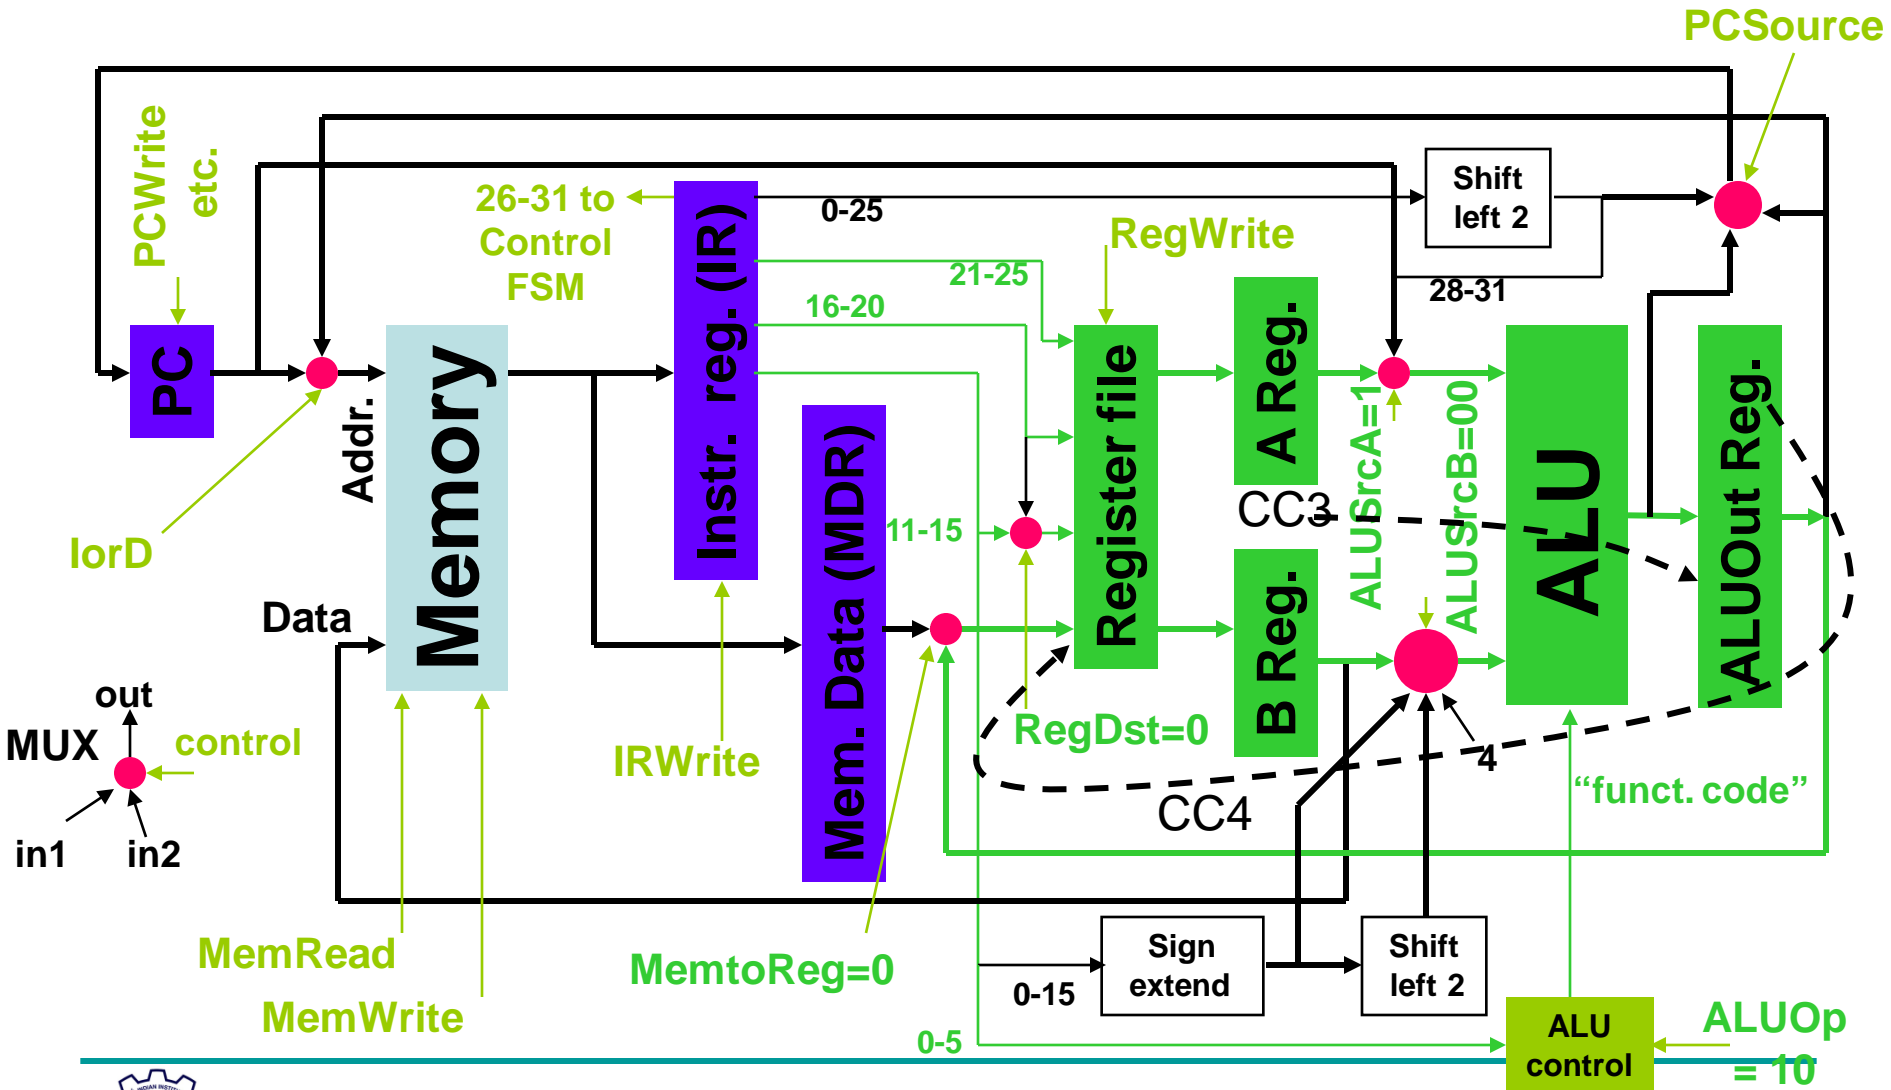 PCSource
PCWrite
etc.
26-31 to
Control
FSM
0-25
Shift
left 2
RegWrite
21-25
16-20
28-31
PC
Addr.
Memory
Instr. reg. (IR)
Mem. Data (MDR)
Register file
A Reg.
ALUSrcA=1
ALUSrcB=00
ALU
ALUOut Reg.
CC3
11-15
IorD
Data
B Reg.
out
MUX
control
in1
in2
IRWrite
RegDst=0
4
"funct. code"
CC4
MemRead
MemtoReg=0
MemWrite
Sign
extend
0-15
Shift
left 2
0-5
ALU
control
ALUOp
= 10
INDIAN INSTIT